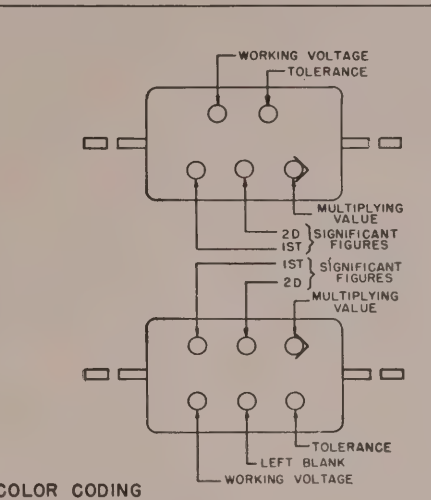 WORKING VOLTAGE
TOLERANCE
MULTIPLYING
VALUE
2D
1ST
SIGNIFICANT
FIGURES
1ST
2D
SIGNIFICANT
FIGURES
MULTIPLYING
VALUE
TOLERANCE
LEFT BLANK
WORKING VOLTAGE
COLOR CODING